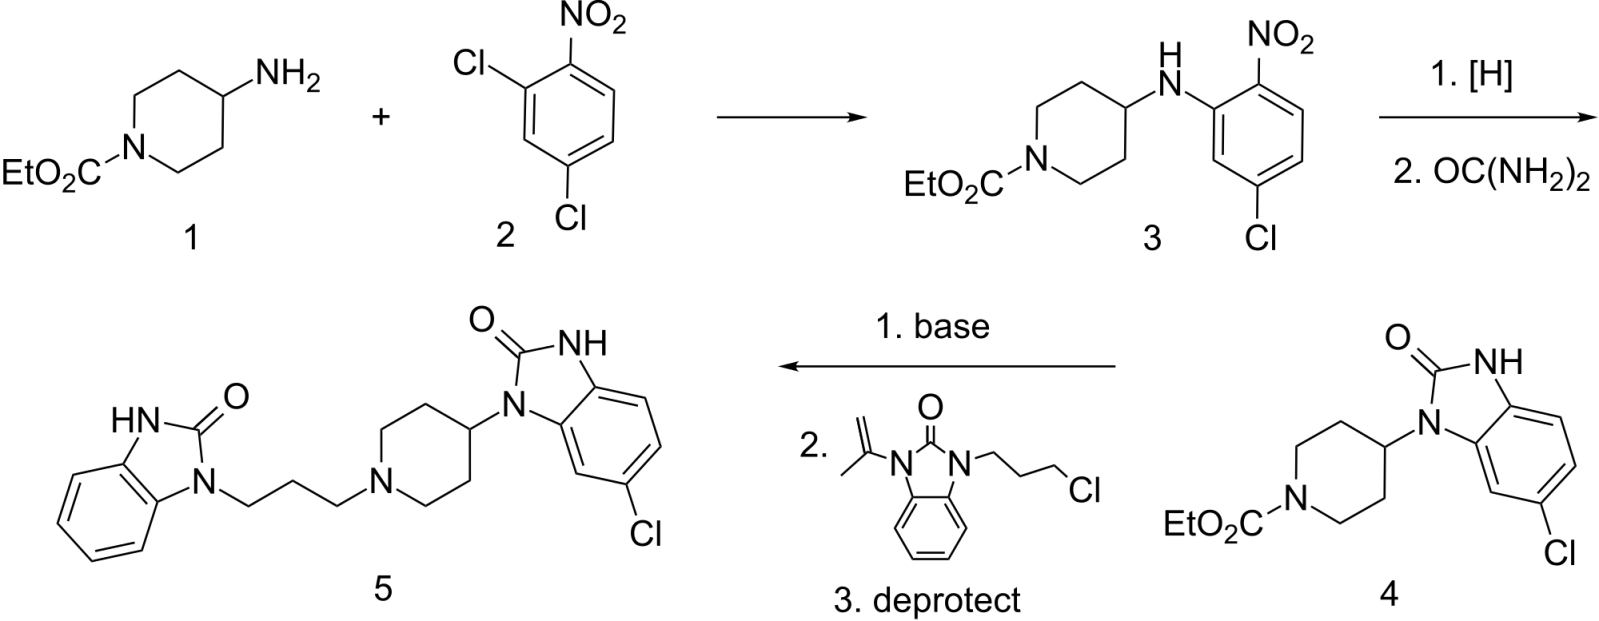 NO₂
Cl
NH₂
+
N
EtO₂C
Cl
1
2
NO₂
H
N
N
EtO₂C
Cl
3
1. [H]
2. OC(NH₂)₂
O
NH
N
N
EtO₂C
Cl
4
1. base
2.
O
N
N
Cl
3. deprotect
O
NH
N
O
HN
N
N
Cl
5